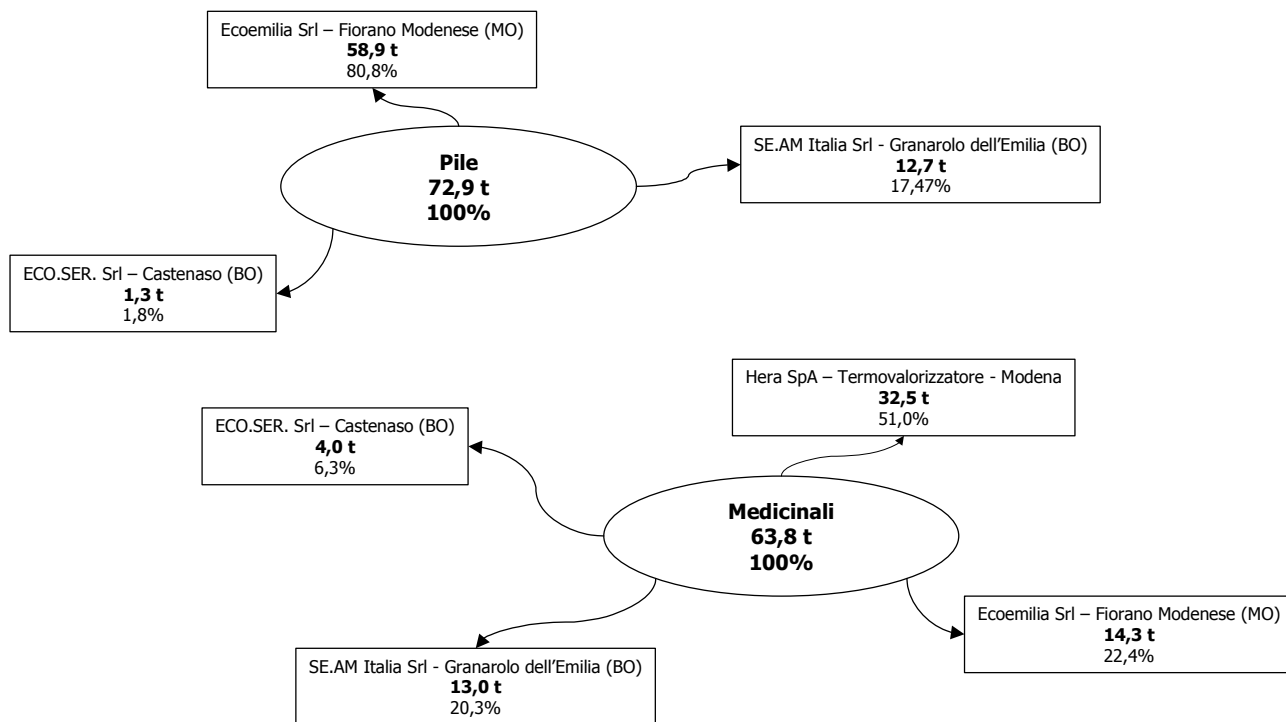 Ecoemilia Srl – Fiorano Modenese (MO)
58,9 t
80,8%
Pile
72,9 t
100%
SE.AM Italia Srl - Granarolo dell’Emilia (BO)
12,7 t
17,47%
ECO.SER. Srl – Castenaso (BO)
1,3 t
1,8%
Hera SpA – Termovalorizzatore - Modena
32,5 t
51,0%
ECO.SER. Srl – Castenaso (BO)
4,0 t
6,3%
Medicinali
63,8 t
100%
Ecoemilia Srl – Fiorano Modenese (MO)
14,3 t
22,4%
SE.AM Italia Srl - Granarolo dell’Emilia (BO)
13,0 t
20,3%